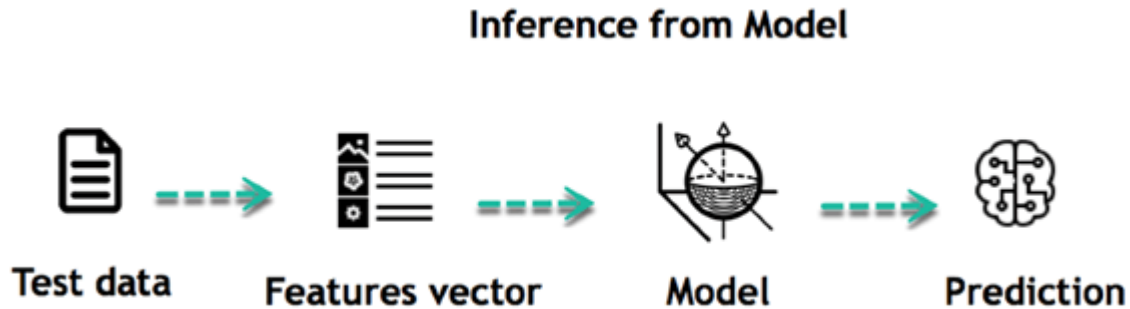 Inference from Model
Test data
Features vector
Model
Prediction